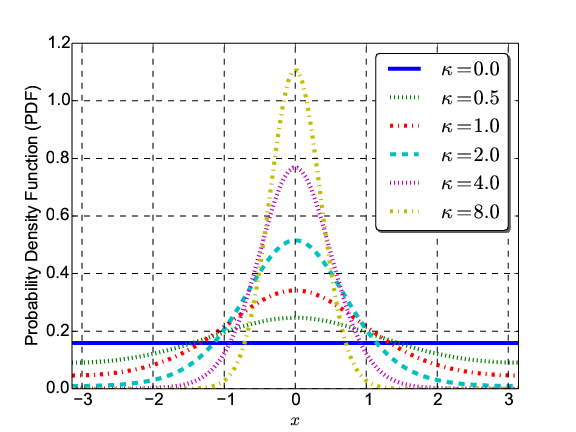 1.2
1.0
0.8
0.6
0.4
0.2
0.0
Probability Density Function (PDF)
κ=0.0
κ=0.5
κ=1.0
κ=2.0
κ=4.0
κ=8.0
−3 −2 −1 0 1 2 3
x